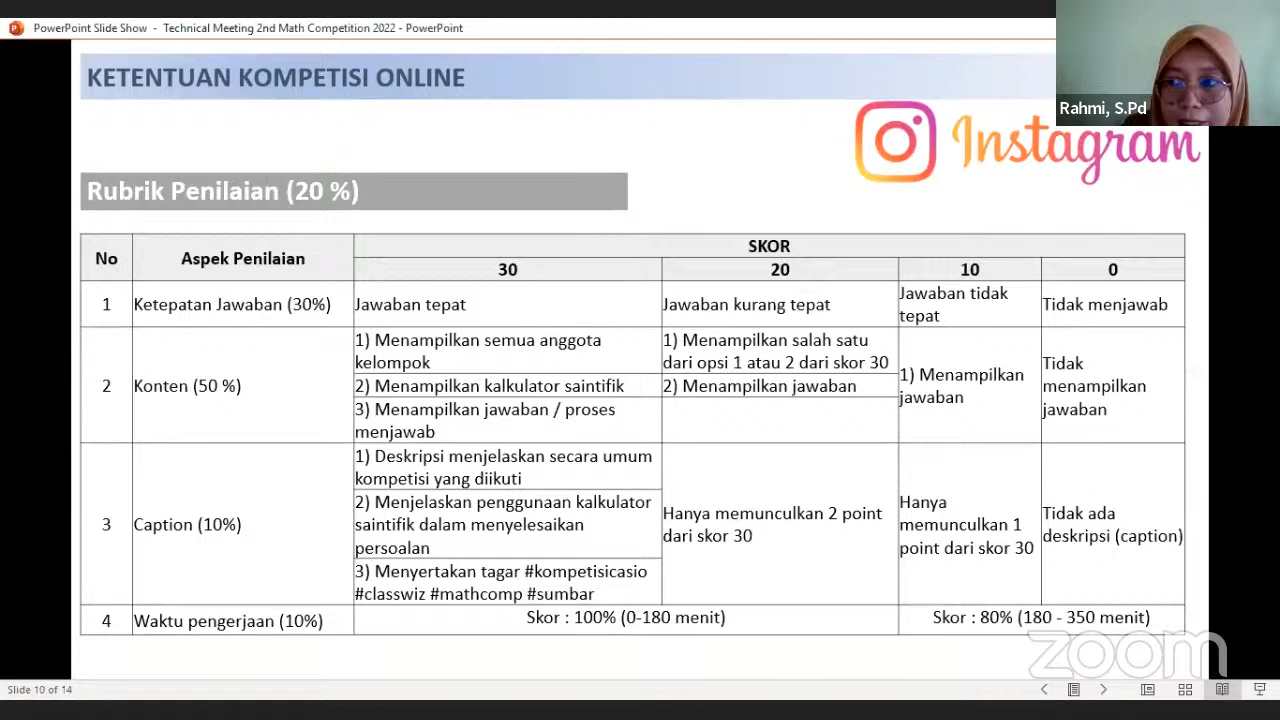 PowerPoint Slide Show - Technical Meeting 2nd Math Competition 2022 - PowerPoint
Rahmi, S.Pd
KETENTUAN KOMPETISI ONLINE
Instagram
Rubrik Penilaian (20 %)
No
Aspek Penilaian
SKOR
30
20
10
0
1
Ketepatan Jawaban (30%)
Jawaban tepat
Jawaban kurang tepat
Jawaban tidak
tepat
Tidak menjawab
2
Konten (50 %)
1) Menampilkan semua anggota
kelompok
2) Menampilkan kalkulator saintifik
3) Menampilkan jawaban / proses
menjawab
1) Menampilkan salah satu
dari opsi 1 atau 2 dari skor 30
2) Menampilkan jawaban
1) Menampilkan
jawaban
Tidak
menampilkan
jawaban
3
Caption (10%)
1) Deskripsi menjelaskan secara umum
kompetisi yang diikuti
2) Menjelaskan penggunaan kalkulator
saintifik dalam menyelesaikan
persoalan
3) Menyertakan tagar #kompetisicasio
#classwiz #mathcomp #sumbar
Hanya memunculkan 2 point
dari skor 30
Hanya
memunculkan 1
point dari skor 30
Tidak ada
deskripsi (caption)
4
Waktu pengerjaan (10%)
Skor : 100% (0-180 menit)
Skor : 80% (180 - 350 menit)
zoom
Slide 10 of 14